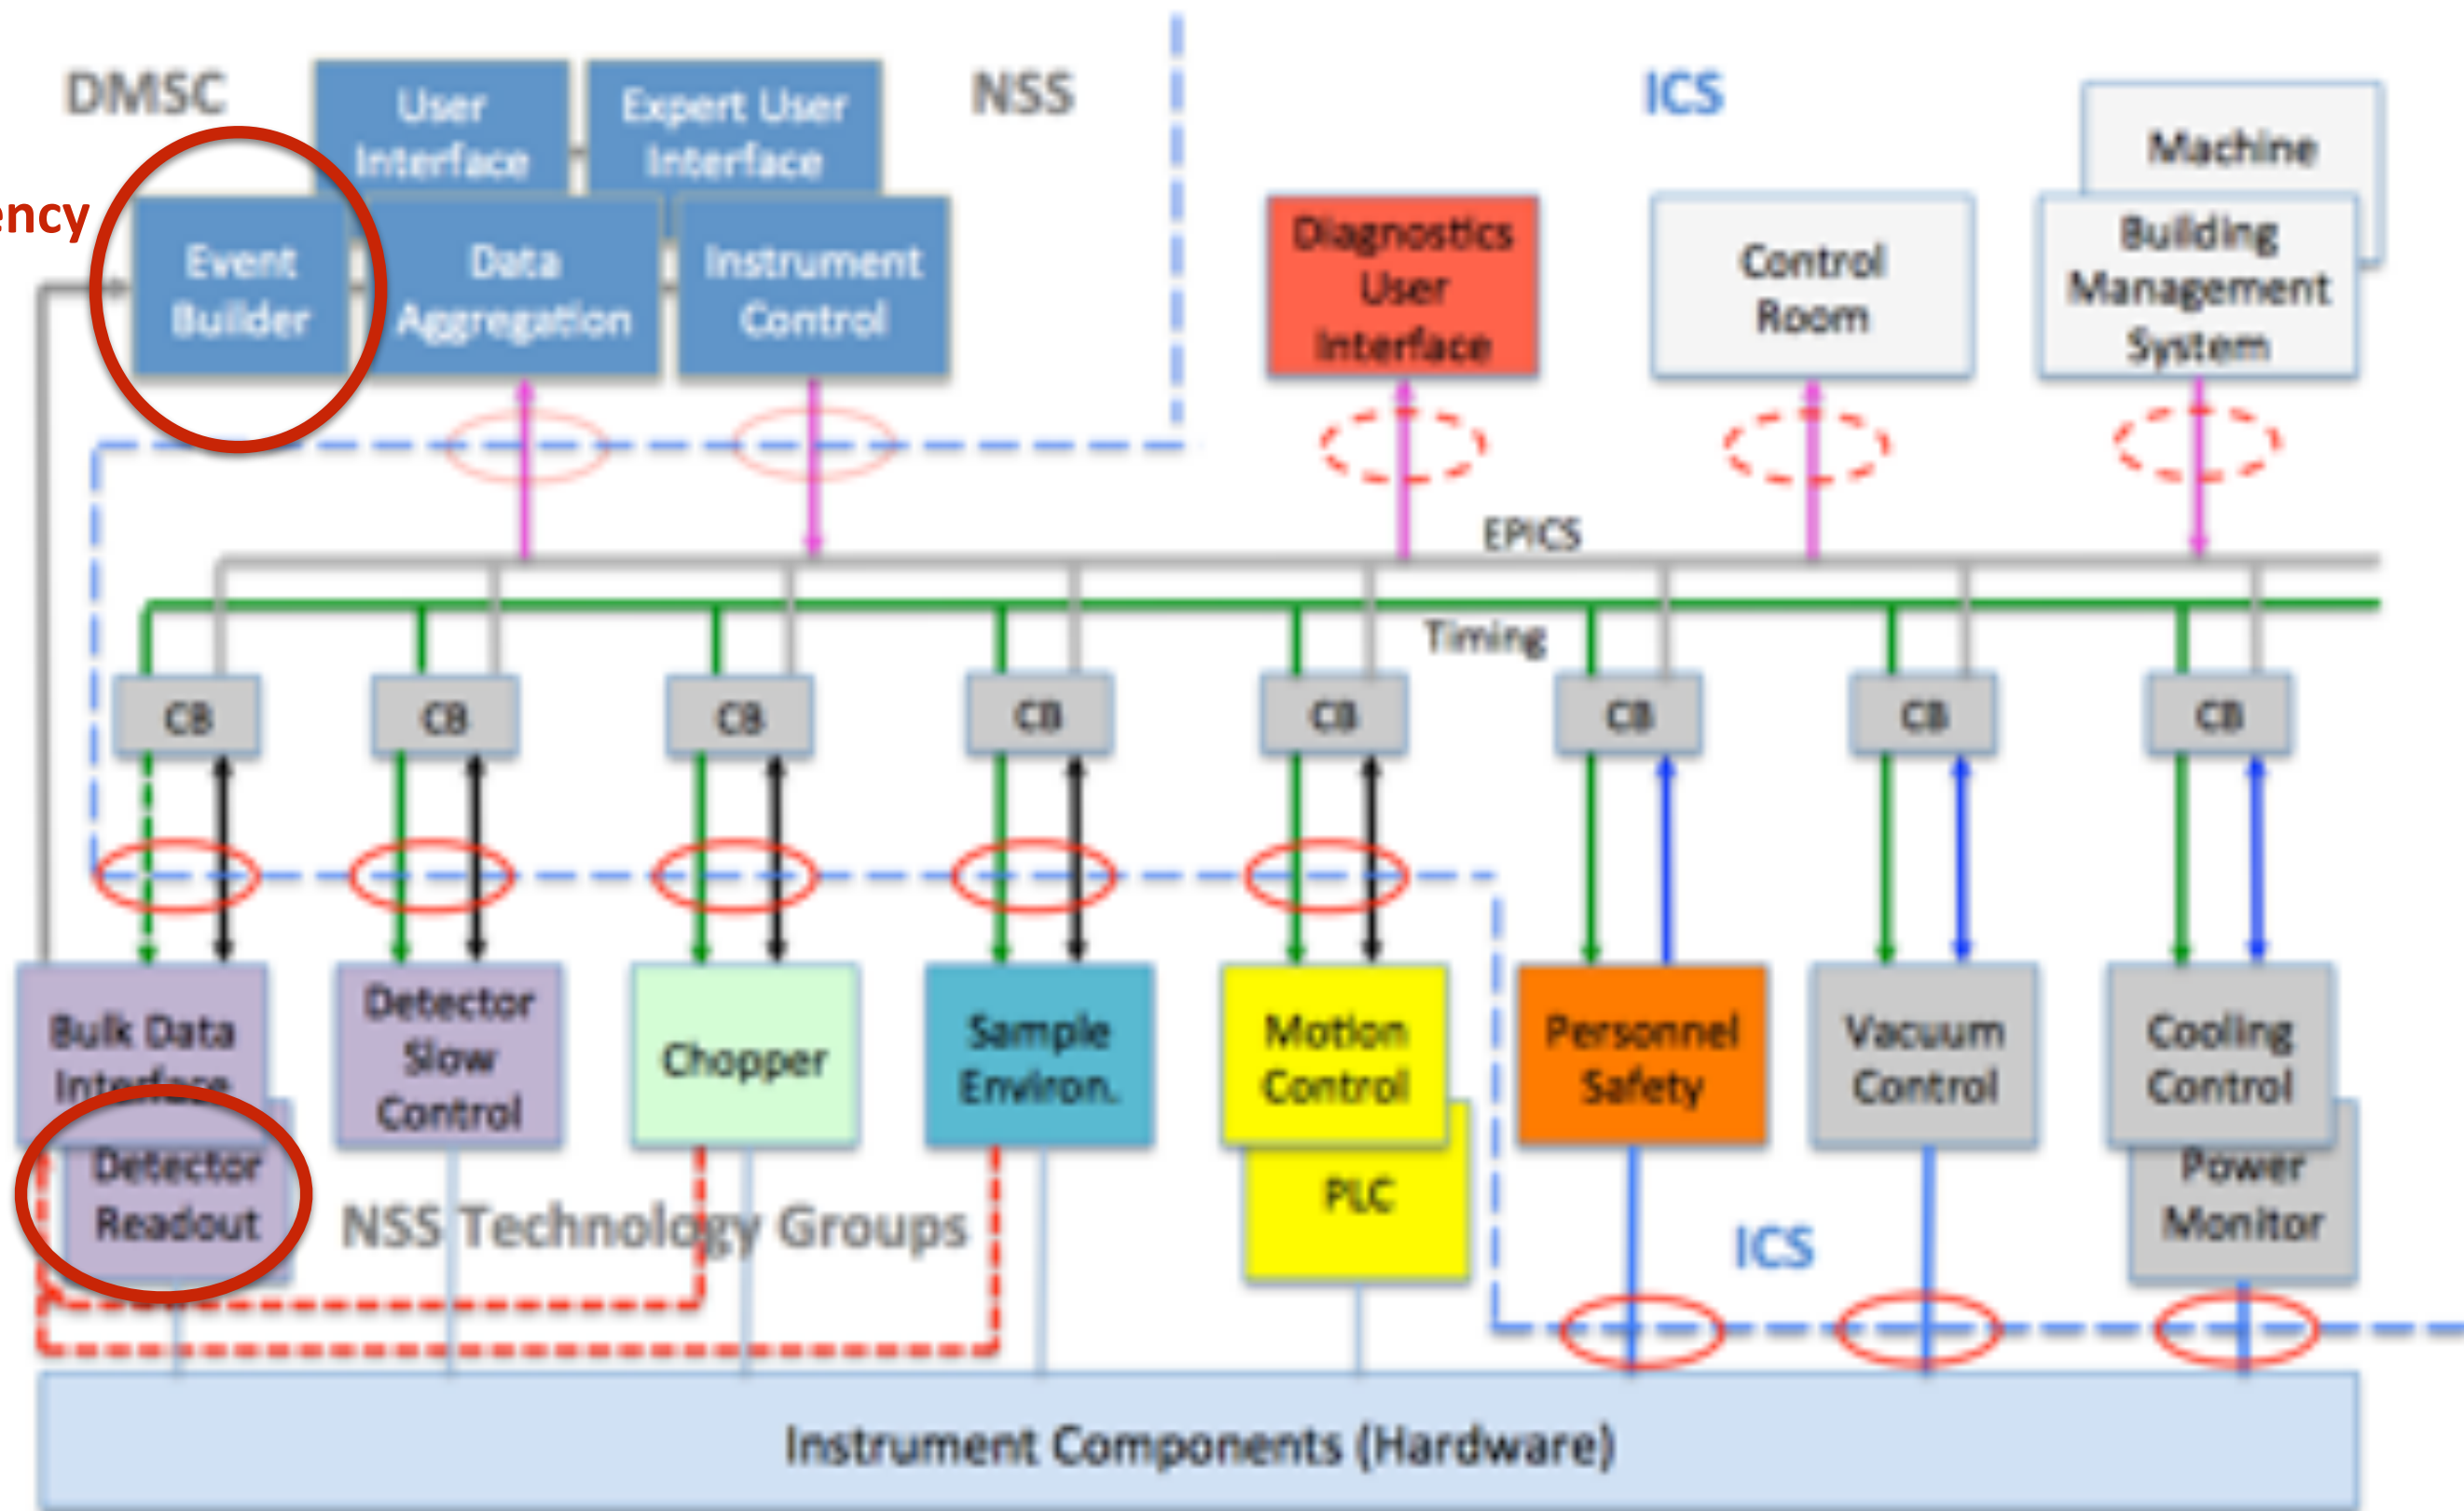 DMSC
User
Interface
Expert User
Interface
NSS
ICS
Machine
ency
Event
Builder
Data
Aggregation
Instrument
Control
Diagnostics
User
Interface
Control
Room
Building
Management
System
EPICS
Timing
CB
CB
CB
CB
CB
CB
CB
CB
Bulk Data
Interface
Detector
Slow
Control
Chopper
Sample
Environ.
Motion
Control
Personnel
Safety
Vacuum
Control
Cooling
Control
Detector
Readout
NSS Technology Groups
PLC
ICS
Power
Monitor
Instrument Components (Hardware)